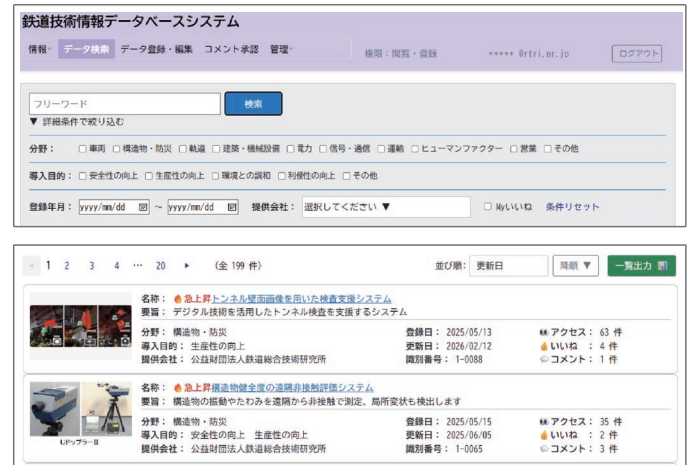 鉄道技術情報データベースシステム
情報 データ検索 データ登録・編集 コメント承認 管理 権限：閲覧・登録 ***** @rtri.or.jp ログアウト
フリーワード 検索
▼ 詳細条件で絞り込む
分野： 車両 構造物・防災 軌道 建築・機械設備 電力 信号・通信 運輸 ヒューマンファクター 営業 その他
導入目的： 安全性の向上 生産性の向上 環境との調和 利便性の向上 その他
登録年月： yyyy/mm/dd ~ yyyy/mm/dd 提供会社： 選択してください ▼ Myいいね 条件リセット
1 2 3 4 … 20 ▸ (全 199 件) 並び順： 更新日 降順 ▼ 一覧出力
名称： 急上昇トンネル壁面画像を用いた検査支援システム
要旨： デジタル技術を活用したトンネル検査を支援するシステム
分野： 構造物・防災 登録日： 2025/05/13 アクセス： 63 件
導入目的： 生産性の向上 更新日： 2026/02/12 いいね ： 4 件
提供会社： 公益財団法人鉄道総合技術研究所 識別番号： 1-0088 コメント： 1 件
名称： 急上昇構造物健全度の遠隔非接触評価システム
要旨： 構造物の振動やたわみを遠隔から非接触で測定、局所変状も検出します
分野： 構造物・防災 登録日： 2025/05/15 アクセス： 35 件
導入目的： 安全性の向上 生産性の向上 更新日： 2025/06/05 いいね ： 2 件
提供会社： 公益財団法人鉄道総合技術研究所 識別番号： 1-0065 コメント： 3 件
UドップラーⅡ